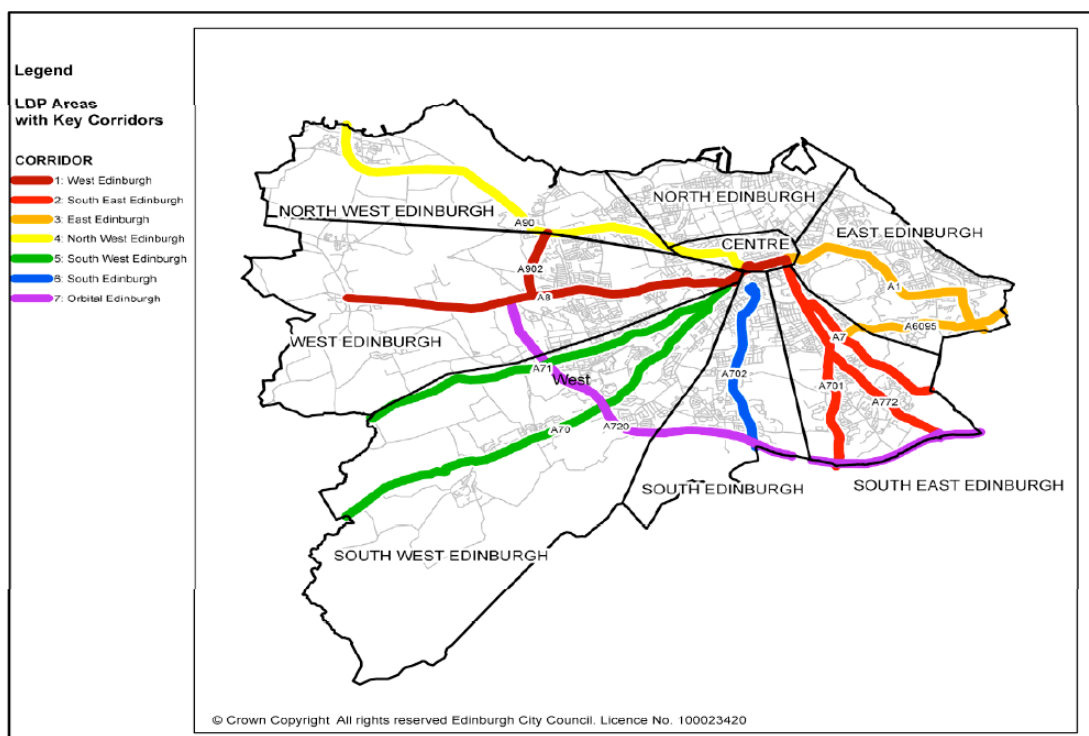 Legend
LDP Areas
with Key Corridors
CORRIDOR
1: West Edinburgh
2: South East Edinburgh
3: East Edinburgh
4: North West Edinburgh
5: South West Edinburgh
6: South Edinburgh
7: Orbital Edinburgh
NORTH EDINBURGH
NORTH WEST EDINBURGH
A90
CENTRE
EAST EDINBURGH
A902
A1
A8
A6095
WEST EDINBURGH
A7
A71
West
A702
A701
A772
A70
A720
SOUTH EDINBURGH
SOUTH EAST EDINBURGH
SOUTH WEST EDINBURGH
© Crown Copyright All rights reserved Edinburgh City Council. Licence No. 100023420